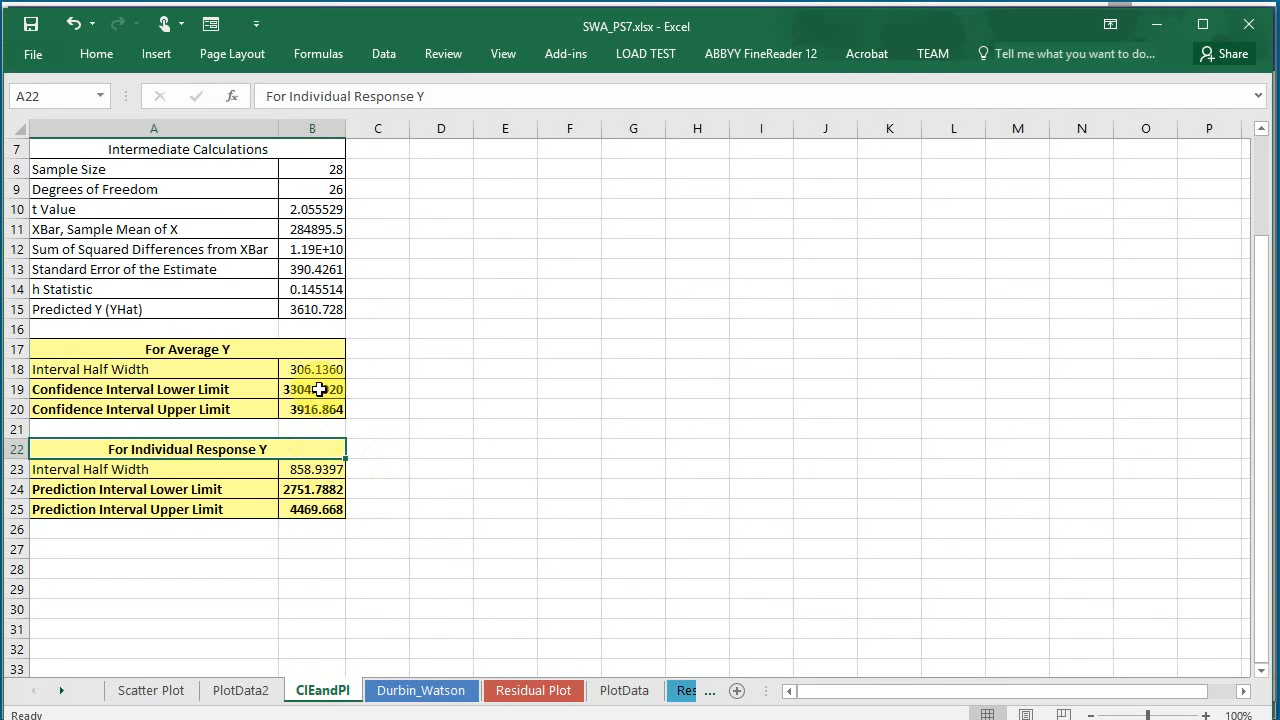 SWA_PS7.xlsx - Excel
File Home Insert Page Layout Formulas Data Review View Add-ins LOAD TEST ABBYY FineReader 12 Acrobat TEAM Tell me what you want to do... Share
A22 fx For Individual Response Y
A B C D E F G H I J K L M N O P
7 Intermediate Calculations
8 Sample Size 28
9 Degrees of Freedom 26
10 t Value 2.055529
11 XBar, Sample Mean of X 284895.5
12 Sum of Squared Differences from XBar 1.19E+10
13 Standard Error of the Estimate 390.4261
14 h Statistic 0.145514
15 Predicted Y (YHat) 3610.728
16
17 For Average Y
18 Interval Half Width 306.1360
19 Confidence Interval Lower Limit
20 Confidence Interval Upper Limit 3916.864
21
22 For Individual Response Y
23 Interval Half Width 858.9397
24 Prediction Interval Lower Limit 2751.7882
25 Prediction Interval Upper Limit 4469.668
26
27
28
29
30
31
32
33
Scatter Plot PlotData2 CIEandPI Durbin_Watson Residual Plot PlotData Res ...
Ready 100%